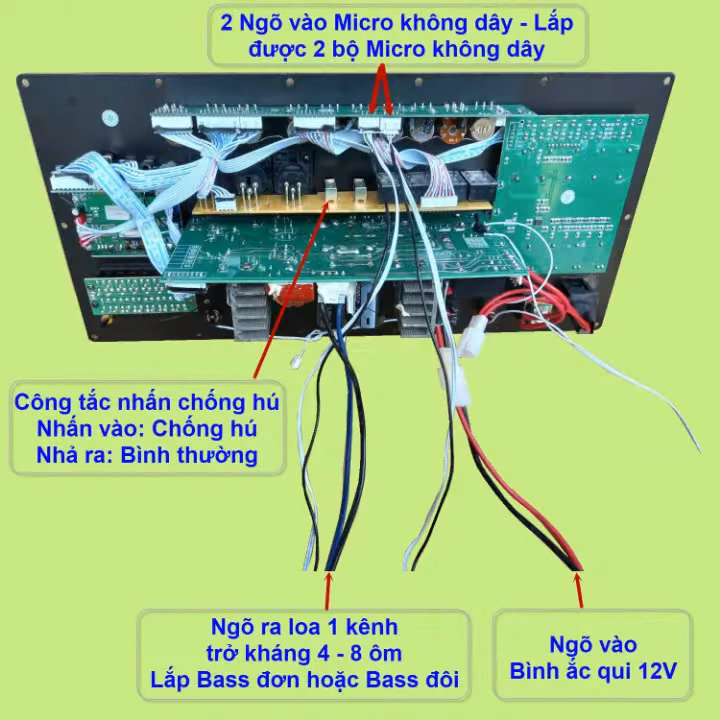 2 Ngõ vào Micro không dây - Lắp
được 2 bộ Micro không dây
Công tắc nhấn chống hú
Nhấn vào: Chống hú
Nhả ra: Bình thường
Ngõ ra loa 1 kênh
trở kháng 4 - 8 ôm
Lắp Bass đơn hoặc Bass đôi
Ngõ vào
Bình ắc qui 12V